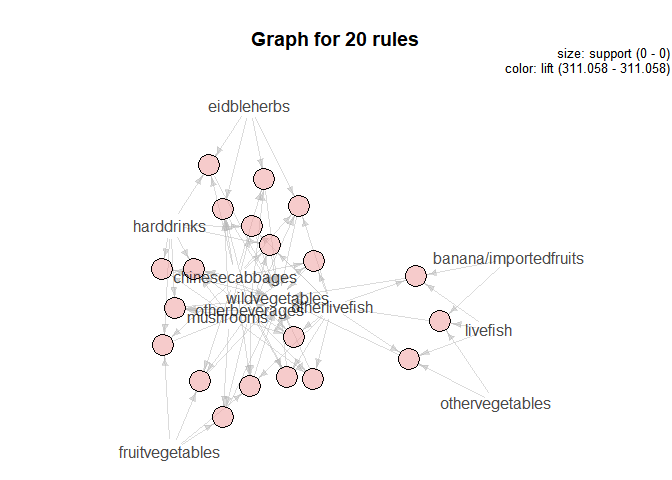 Graph for 20 rules
size: support (0 - 0)
color: lift (311.058 - 311.058)
eidbleherbs
harddrinks
banana/importedfruits
chinesecabbages
wildvegetables
otherlivefish
otherbeverages
mushrooms
livefish
othervegetables
fruitvegetables